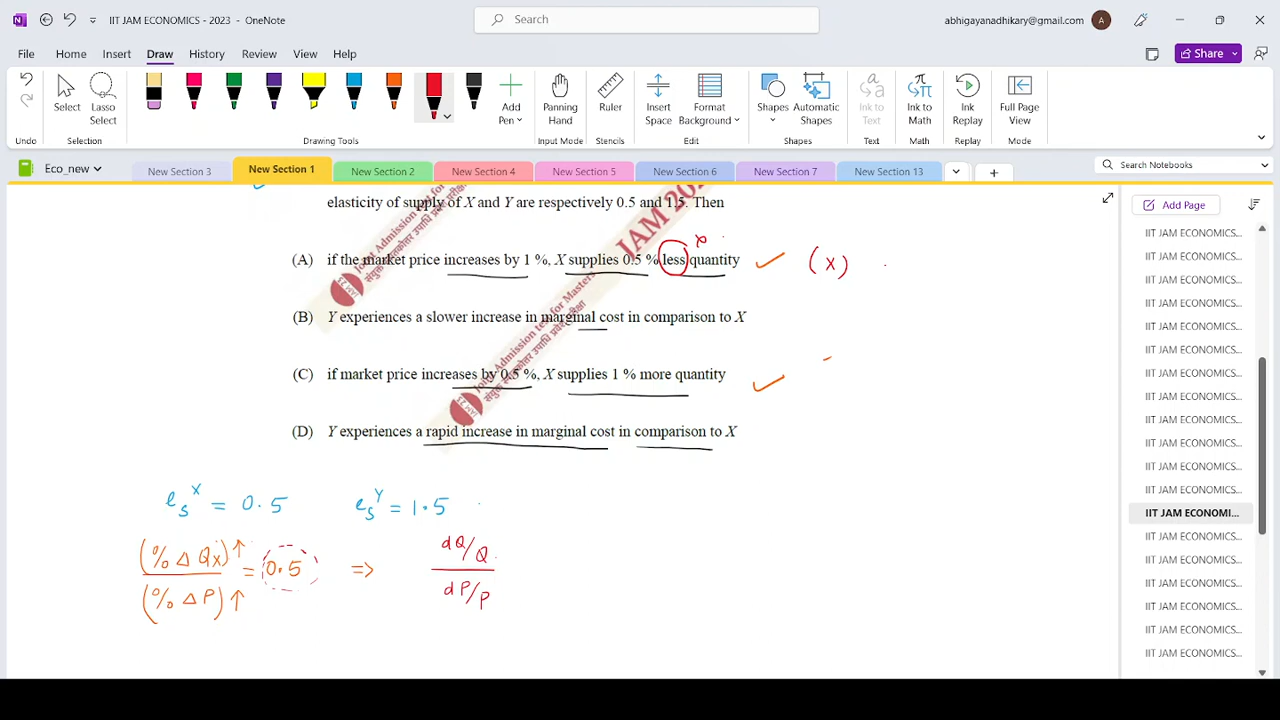 IIT JAM ECONOMICS - 2023 - OneNote
Search
abhigayanadhikary@gmail.com
A
File Home Insert Draw History Review View Help
Share
Undo
Select
Lasso Select
Add Pen
Panning Hand
Ruler
Insert Space
Format Background
Shapes
Automatic Shapes
Ink to Text
Ink to Math
Ink Replay
Full Page View
Undo Selection Drawing Tools Input Mode Stencils Edit Shapes Text Math Replay Mode
Eco_new
New Section 3 New Section 1 New Section 2 New Section 4 New Section 5 New Section 6 New Section 7 New Section 13
Search Notebooks
Add Page
elasticity of supply of X and Y are respectively 0.5 and 1.5. Then
(A) if the market price increases by 1 %, X supplies 0.5 % less quantity (x)
(B) Y experiences a slower increase in marginal cost in comparison to X
(C) if market price increases by 0.5 %, X supplies 1 % more quantity
(D) Y experiences a rapid increase in marginal cost in comparison to X
e_s^X = 0.5 e_s^Y = 1.5
(% Δ Qx)↑ / (% Δ P)↑ = 0.5 ⇒ dQ/Q / dP/P
IIT JAM ECONOMICS...
IIT JAM ECONOMICS...
IIT JAM ECONOMICS...
IIT JAM ECONOMICS...
IIT JAM ECONOMICS...
IIT JAM ECONOMICS...
IIT JAM ECONOMICS...
IIT JAM ECONOMICS...
IIT JAM ECONOMICS...
IIT JAM ECONOMICS...
IIT JAM ECONOMICS...
IIT JAM ECONOMICS...
IIT JAM ECONOMI...
IIT JAM ECONOMICS...
IIT JAM ECONOMICS...
IIT JAM ECONOMICS...
IIT JAM ECONOMICS...
IIT JAM ECONOMICS...
IIT JAM ECONOMICS...